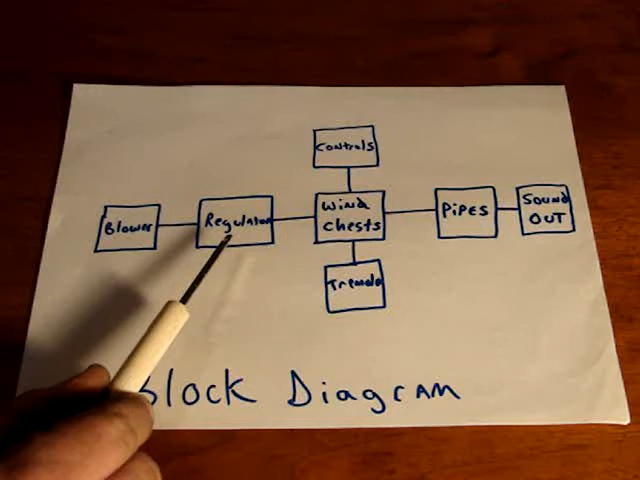 Controls
Blower
Regulator
Wind
Chests
PiPES
Sound
OUT
Tremolo
Block Diagram